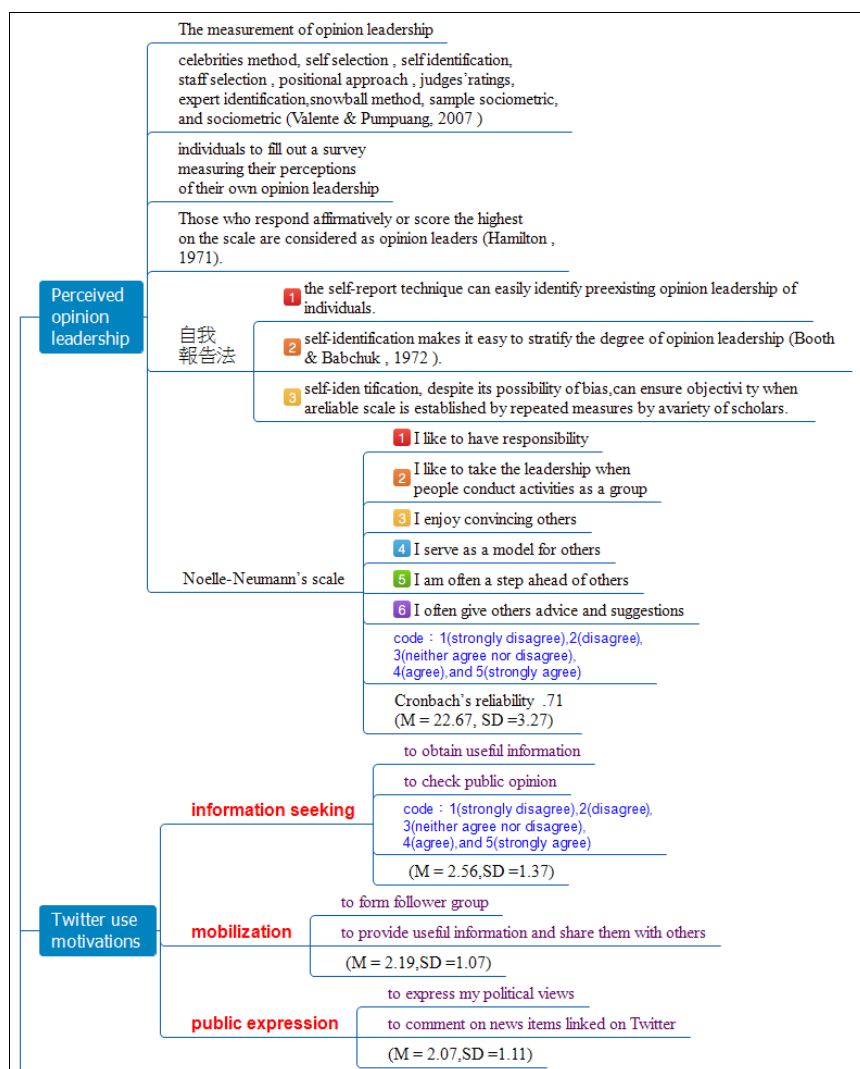 The measurement of opinion leadership
celebrities method, self selection , self identification,
staff selection , positional approach , judges'ratings,
expert identification,snowball method, sample sociometric,
and sociometric (Valente & Pumpuang, 2007 )
individuals to fill out a survey
measuring their perceptions
of their own opinion leadership
Those who respond affirmatively or score the highest
on the scale are considered as opinion leaders (Hamilton ,
1971).
Perceived
opinion
leadership
自我
報告法
1 the self-report technique can easily identify preexisting opinion leadership of
individuals.
2 self-identification makes it easy to stratify the degree of opinion leadership (Booth
& Babchuk , 1972 ).
3 self-iden tification, despite its possibility of bias,can ensure objectivi ty when
areliable scale is established by repeated measures by avariety of scholars.
Noelle-Neumann's scale
1 I like to have responsibility
2 I like to take the leadership when
people conduct activities as a group
3 I enjoy convincing others
4 I serve as a model for others
5 I am often a step ahead of others
6 I often give others advice and suggestions
code：1(strongly disagree),2(disagree),
3(neither agree nor disagree),
4(agree),and 5(strongly agree)
Cronbach's reliability .71
(M = 22.67, SD =3.27)
Twitter use
motivations
information seeking
to obtain useful information
to check public opinion
code：1(strongly disagree),2(disagree),
3(neither agree nor disagree),
4(agree),and 5(strongly agree)
(M = 2.56,SD =1.37)
mobilization
to form follower group
to provide useful information and share them with others
(M = 2.19,SD =1.07)
public expression
to express my political views
to comment on news items linked on Twitter
(M = 2.07,SD =1.11)